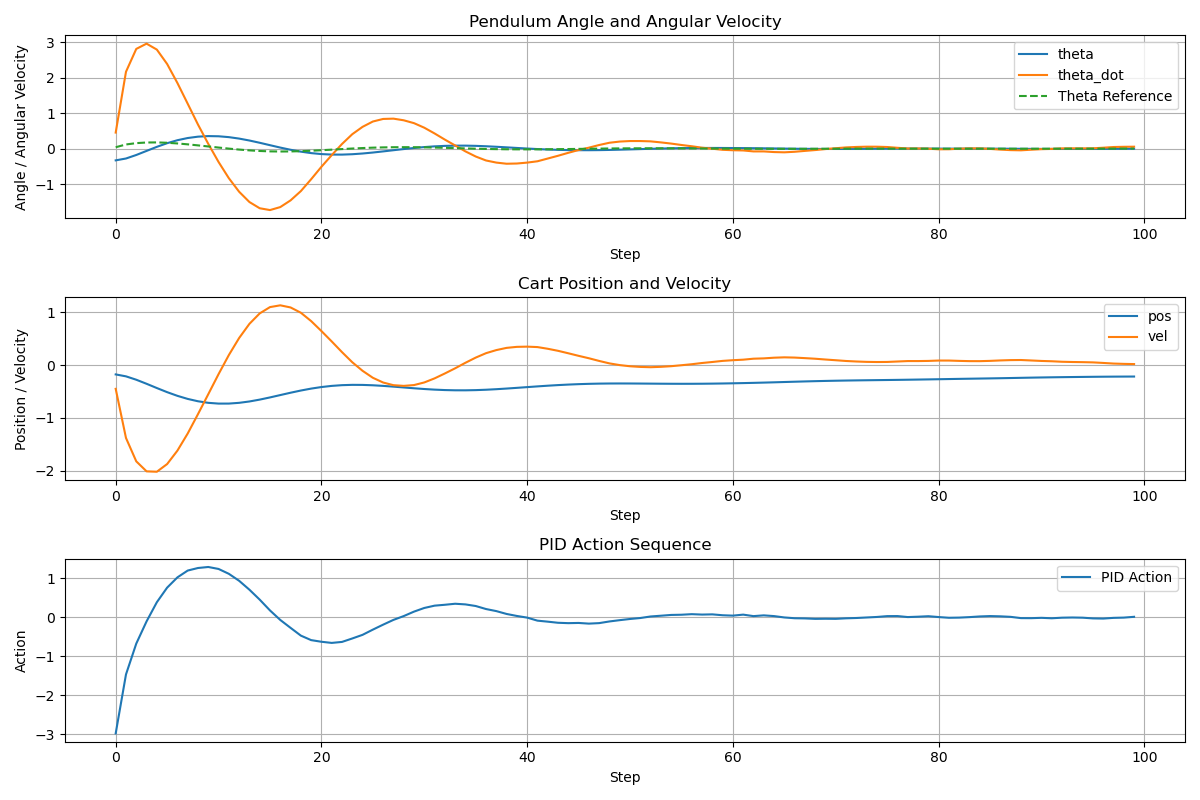 Pendulum Angle and Angular Velocity
Angle / Angular Velocity
3
2
1
0
−1
theta
theta_dot
Theta Reference
0 20 40 60 80 100
Step
Cart Position and Velocity
Position / Velocity
1
0
−1
−2
pos
vel
0 20 40 60 80 100
Step
PID Action Sequence
Action
1
0
−1
−2
−3
PID Action
0 20 40 60 80 100
Step